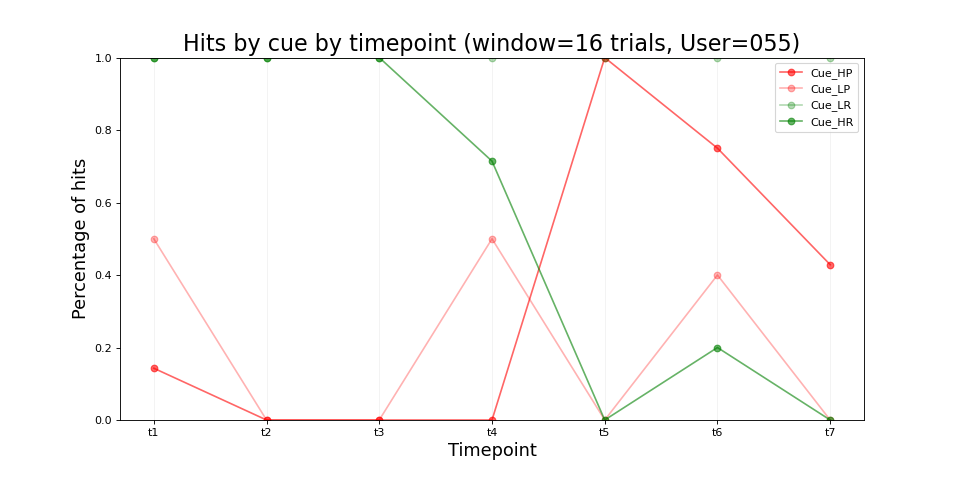 Hits by cue by timepoint (window=16 trials, User=055)
Percentage of hits
1.0
0.8
0.6
0.4
0.2
0.0
Cue_HP
Cue_LP
Cue_LR
Cue_HR
t1 t2 t3 t4 t5 t6 t7
Timepoint